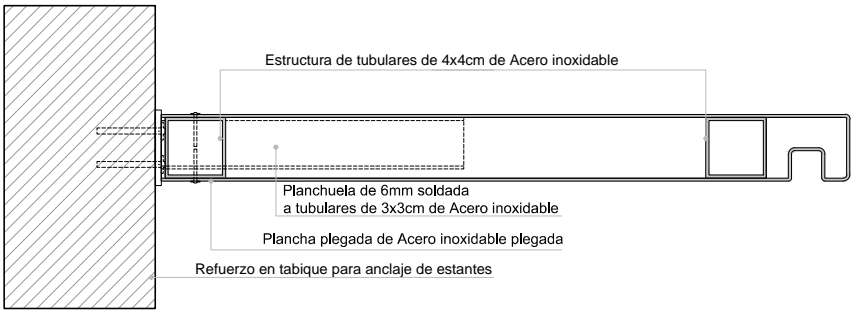 Estructura de tubulares de 4x4cm de Acero inoxidable
Planchuela de 6mm soldada
a tubulares de 3x3cm de Acero inoxidable
Plancha plegada de Acero inoxidable plegada
Refuerzo en tabique para anclaje de estantes